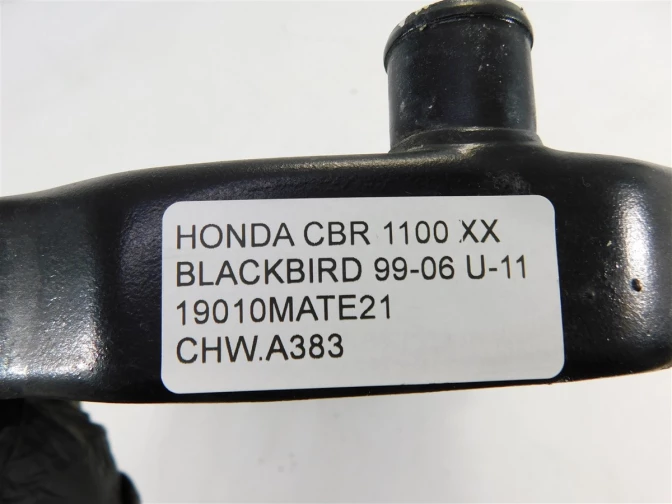 HONDA CBR 1100 XX
BLACKBIRD 99-06 U-11
19010MATE21
CHW.A383